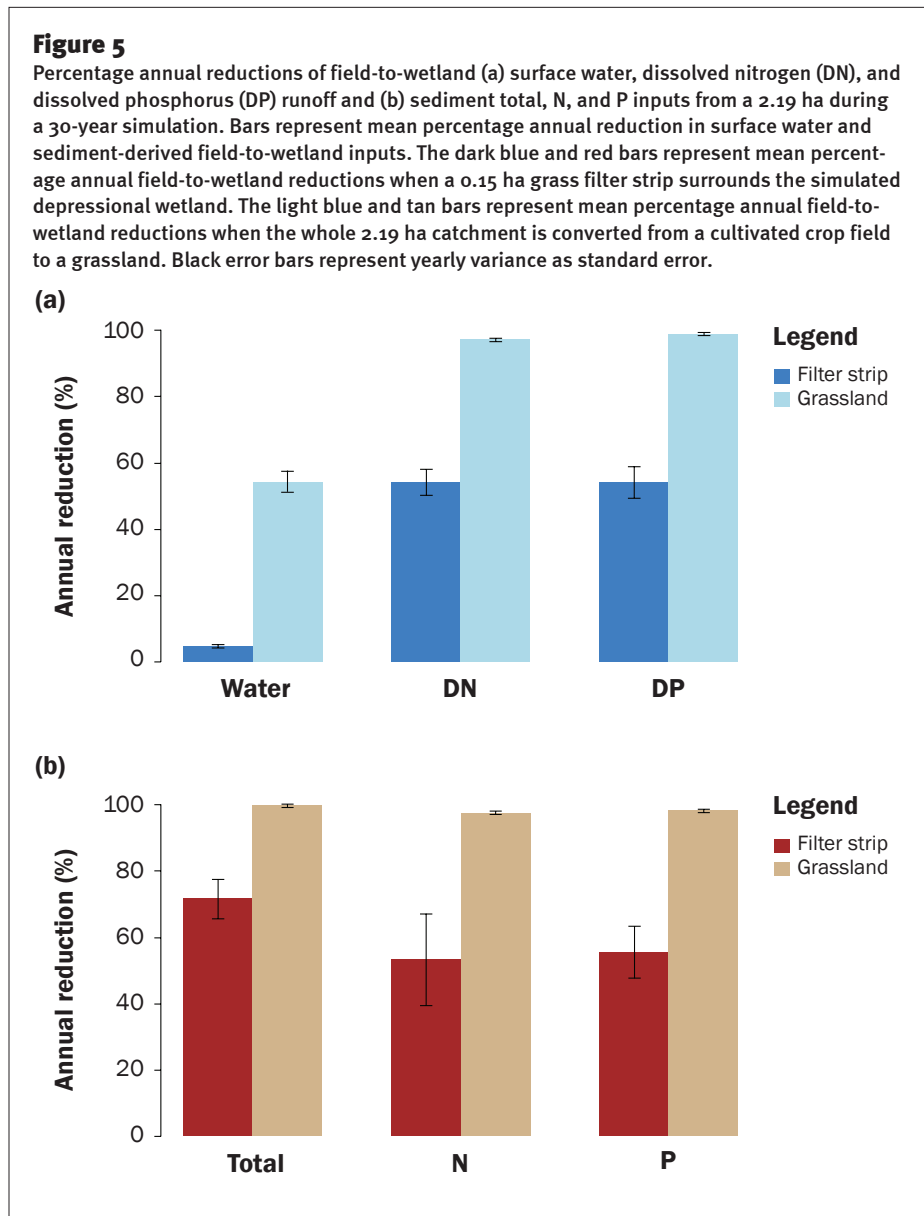 Figure 5
Percentage annual reductions of field-to-wetland (a) surface water, dissolved nitrogen (DN), and
dissolved phosphorus (DP) runoff and (b) sediment total, N, and P inputs from a 2.19 ha during
a 30-year simulation. Bars represent mean percentage annual reduction in surface water and
sediment-derived field-to-wetland inputs. The dark blue and red bars represent mean percent-
age annual field-to-wetland reductions when a 0.15 ha grass filter strip surrounds the simulated
depressional wetland. The light blue and tan bars represent mean percentage annual field-to-
wetland reductions when the whole 2.19 ha catchment is converted from a cultivated crop field
to a grassland. Black error bars represent yearly variance as standard error.
(a)
Annual reduction (%)
100
80
60
40
20
0
Water DN DP
Legend
Filter strip
Grassland
(b)
Annual reduction (%)
100
80
60
40
20
0
Total N P
Legend
Filter strip
Grassland